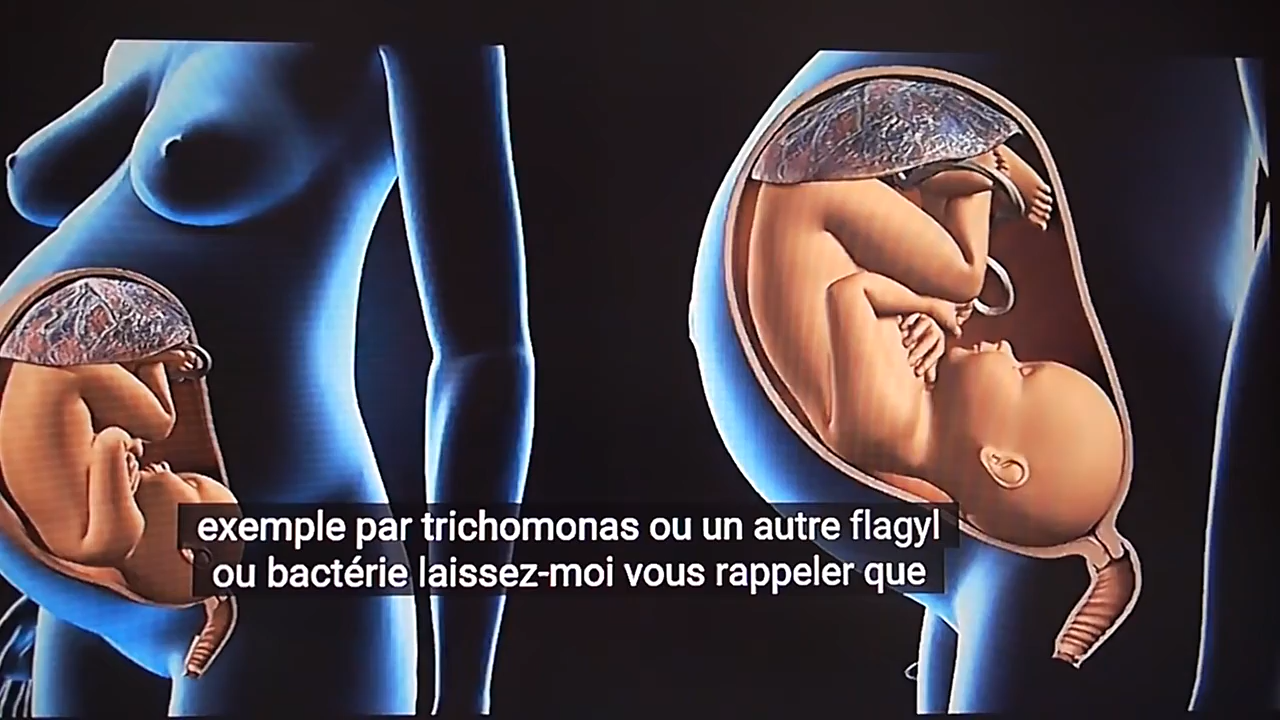 exemple par trichomonas ou un autre flagyl
ou bactérie laissez-moi vous rappeler que